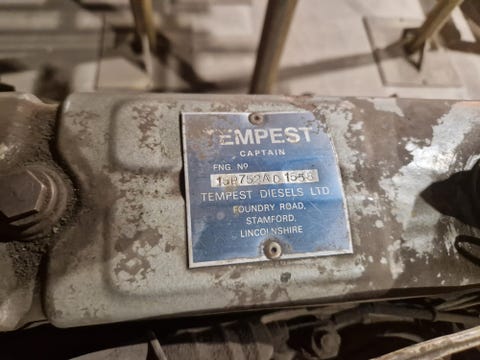 TEMPEST
CAPTAIN
ENG. Nº
TEMPEST DIESELS LTD
FOUNDRY ROAD,
STAMFORD,
LINCOLNSHIRE